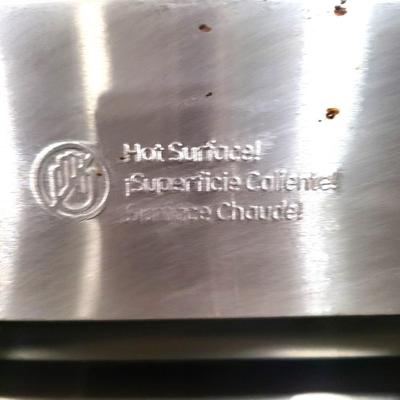 Hot Surface!
¡Superficie Caliente!
Surface Chaude!